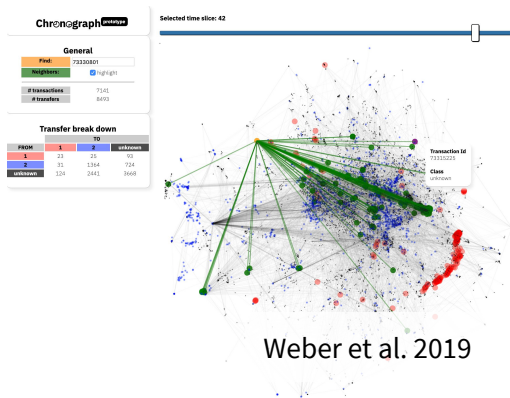 Chronograph prototype
Selected time slice: 42
General
Find: 73330801
Neighbors: highlight
# transactions 7141
# transfers 8493
Transfer break down
TO
FROM 1 2 unknown
1 23 25 93
2 31 1364 724
unknown 124 2441 3668
Transaction Id
73315225
Class
unknown
Weber et al. 2019